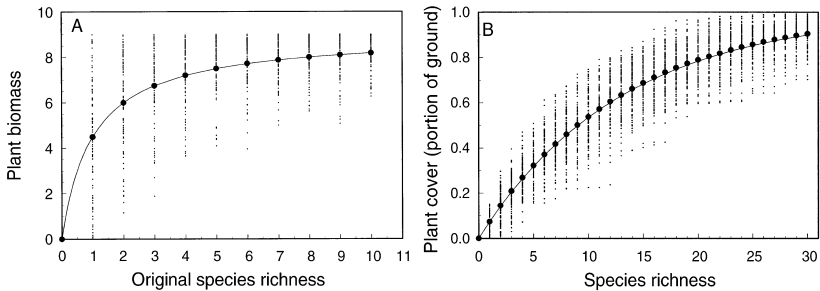 A
10
8
6
4
2
0
Plant biomass
0 1 2 3 4 5 6 7 8 9 10 11
Original species richness
B
1.0
0.8
0.6
0.4
0.2
0.0
Plant cover (portion of ground)
0 5 10 15 20 25 30
Species richness